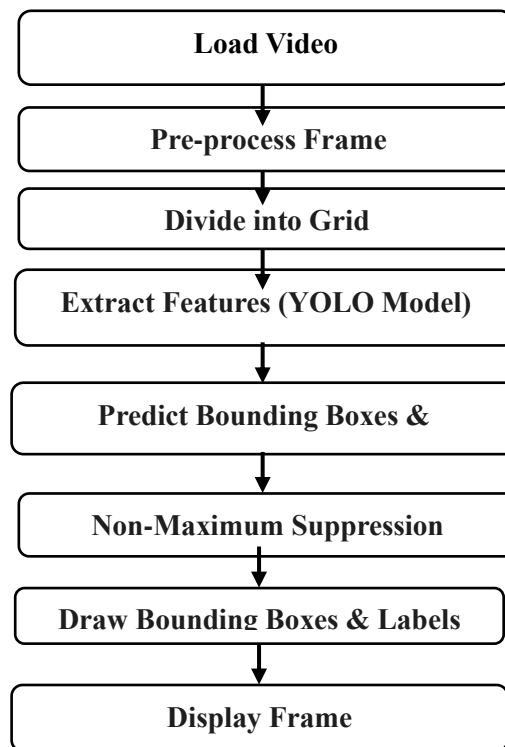 Load Video
Pre-process Frame
Divide into Grid
Extract Features (YOLO Model)
Predict Bounding Boxes &
Non-Maximum Suppression
Draw Bounding Boxes & Labels
Display Frame